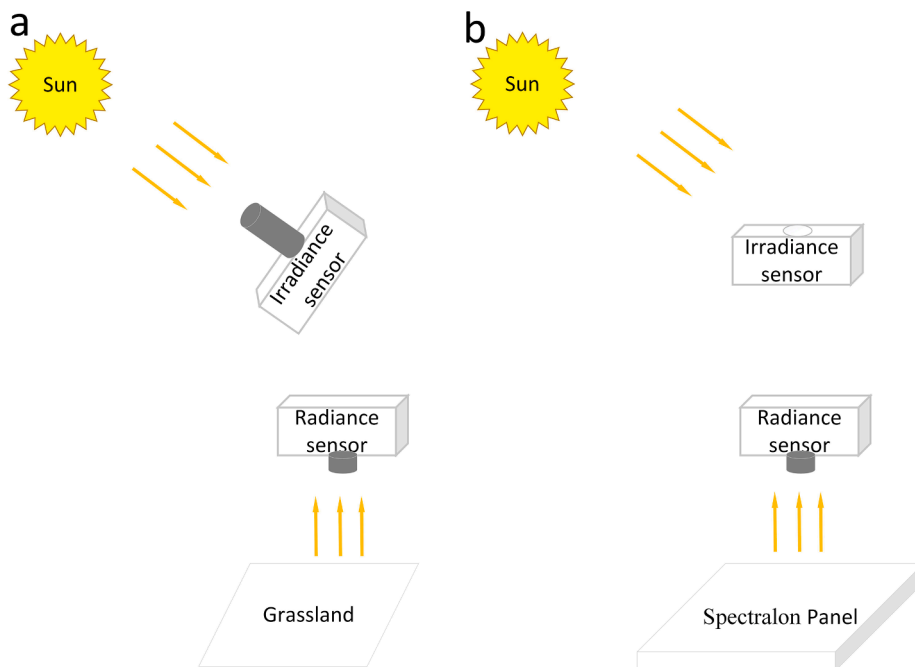 a
Sun
Irradiance
sensor
Radiance
sensor
Grassland
b
Sun
Irradiance
sensor
Radiance
sensor
Spectralon Panel